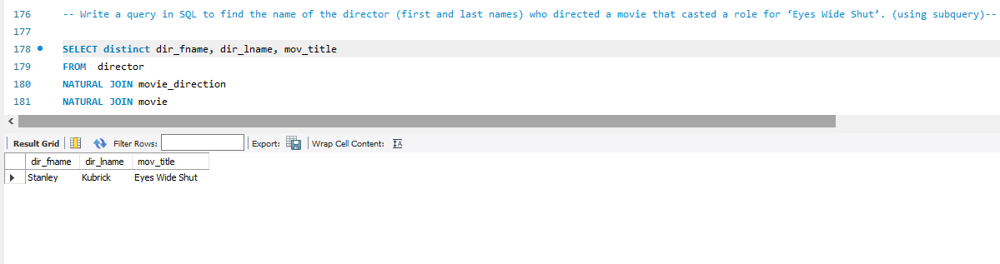 176 -- Write a query in SQL to find the name of the director (first and last names) who directed a movie that casted a role for ‘Eyes Wide Shut’. (using subquery)--
177
178 SELECT distinct dir_fname, dir_lname, mov_title
179 FROM  director
180 NATURAL JOIN movie_direction
181 NATURAL JOIN movie
Result Grid Filter Rows: Export: Wrap Cell Content: IA
dir_fname dir_lname mov_title
Stanley Kubrick Eyes Wide Shut